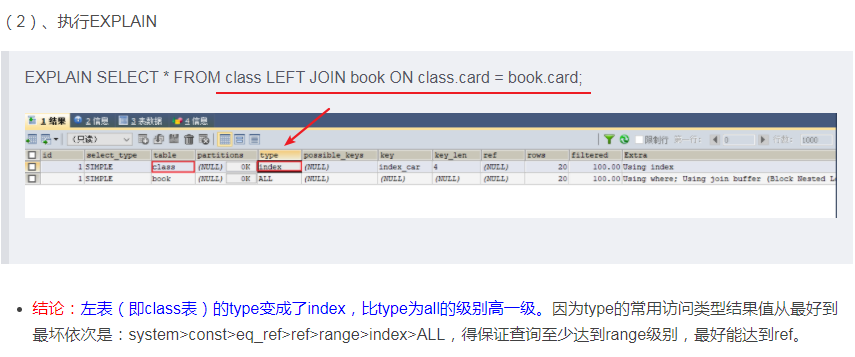 （2）、执行EXPLAIN
EXPLAIN SELECT * FROM class LEFT JOIN book ON class.card = book.card;
1 结果 2 信息 3 表数据 4 信息
(只读) 限制行 第一行: 0 行数: 1000
id select_type table partitions type possible_keys key key_len ref rows filtered Extra
1 SIMPLE class (NULL) 0K index (NULL) index_car 4 (NULL) 20 100.00 Using index
1 SIMPLE book (NULL) 0K ALL (NULL) (NULL) (NULL) (NULL) 20 100.00 Using where; Using join buffer (Block Nested Lo
• 结论：左表（即class表）的type变成了index，比type为all的级别高一级。因为type的常用访问类型结果值从最好到
最坏依次是：system>const>eq_ref>ref>range>index>ALL，得保证查询至少达到range级别，最好能达到ref。